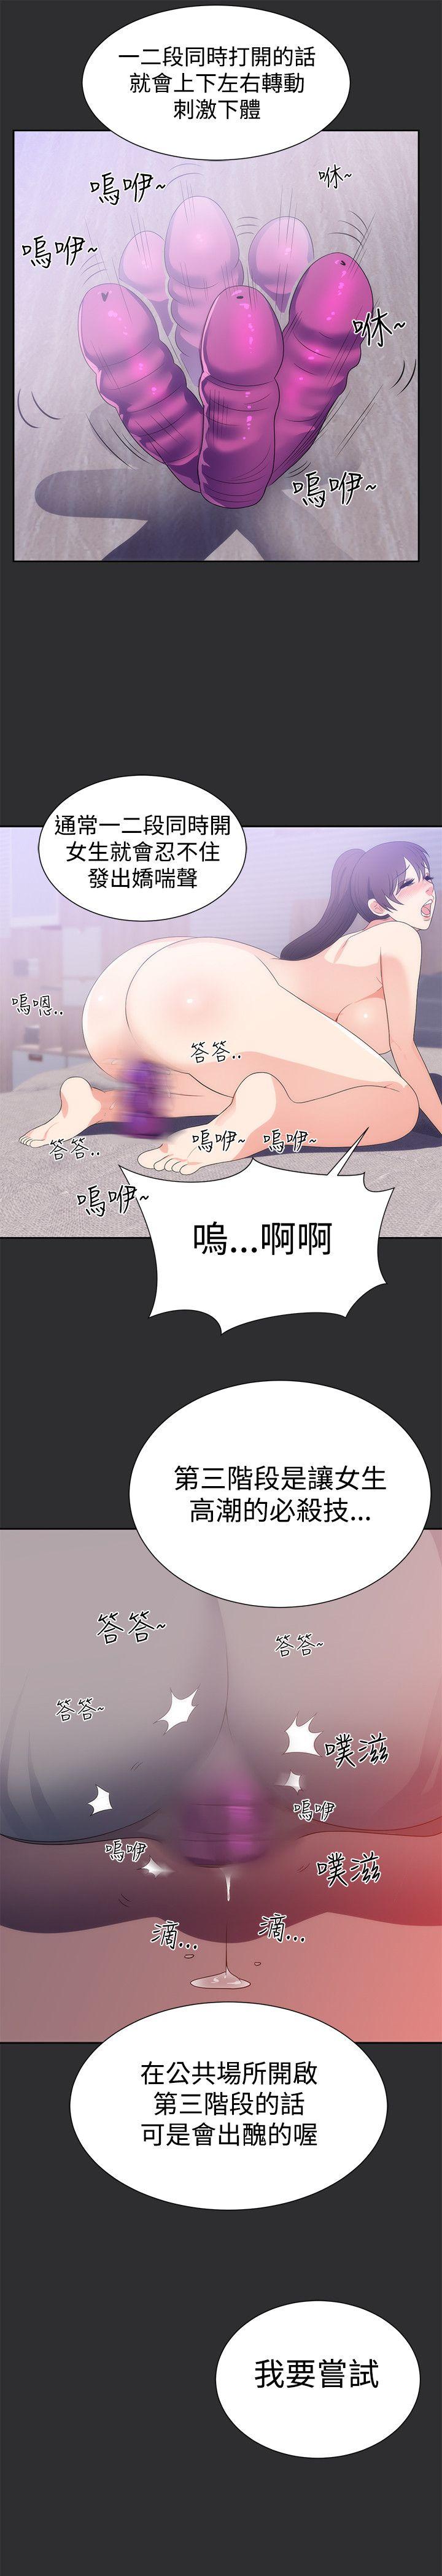 一二段同時打開的話
就會上下左右轉動
刺激下體
嗚咿~
咻~
嗚咿~
咻~
嗚咿~
通常一二段同時開
女生就會忍不住
發出嬌喘聲
嗚嗯..
答答..
答答..
嗚咿~
嗚咿~
嗚咿~
嗚...啊啊
第三階段是讓女生
高潮的必殺技...
答答~
答答~
答答~
噗滋
嗚咿
嗚咿
噗滋
滴...
滴...
在公共場所開啟
第三階段的話
可是會出醜的喔
我要嘗試